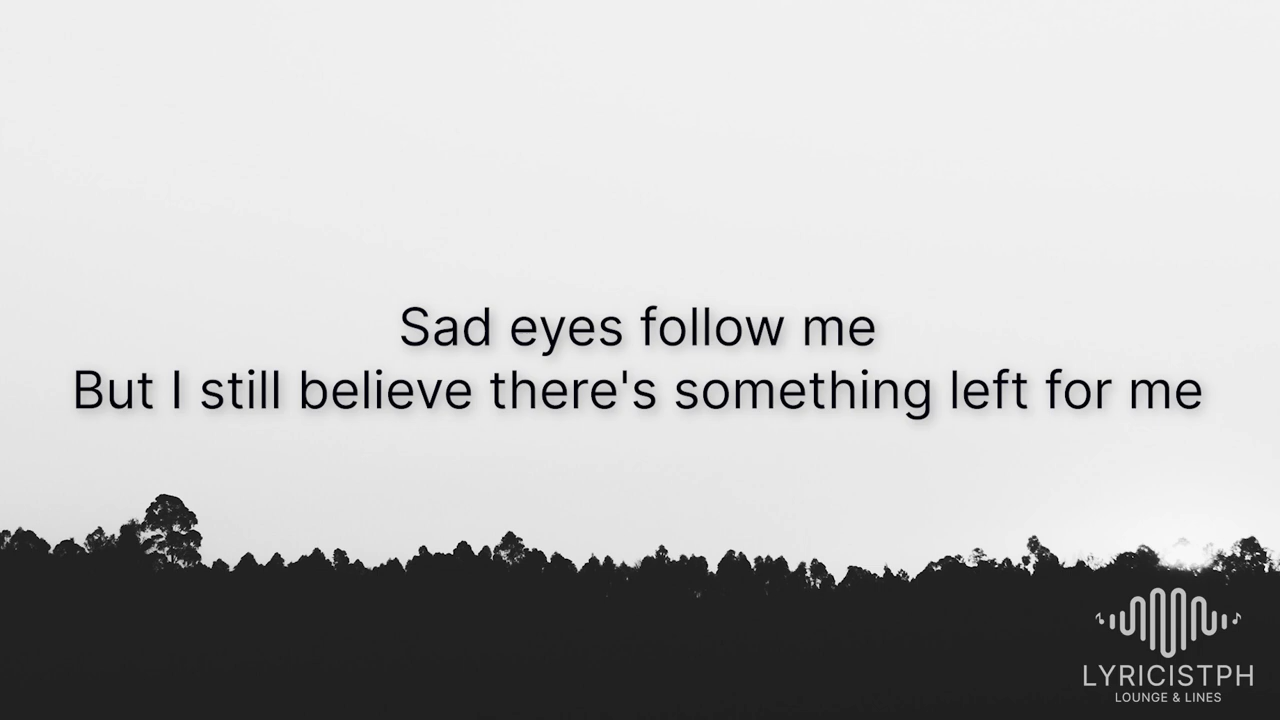 Sad eyes follow me
But I still believe there's something left for me
LYRICISTPH
LOUNGE & LINES